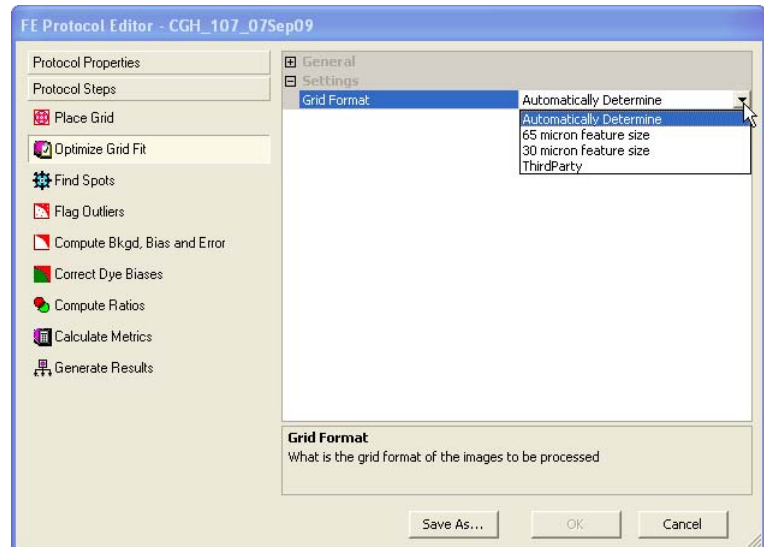 FE Protocol Editor - CGH_107_07Sep09
Protocol Properties
Protocol Steps
Place Grid
Optimize Grid Fit
Find Spots
Flag Outliers
Compute Bkgd, Bias and Error
Correct Dye Biases
Compute Ratios
Calculate Metrics
Generate Results
General
Settings
Grid Format Automatically Determine
Automatically Determine
65 micron feature size
30 micron feature size
ThirdParty
Grid Format
What is the grid format of the images to be processed
Save As... OK Cancel